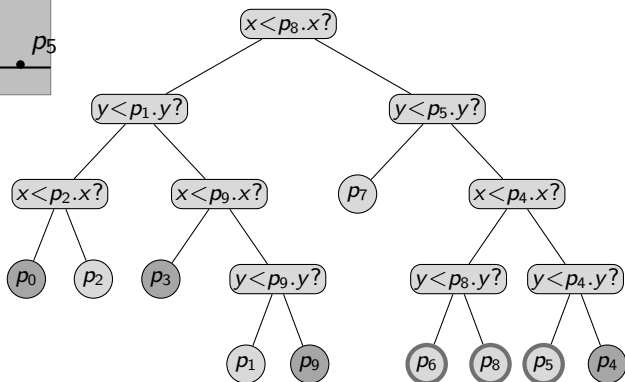 x<p₈.x?
p₅
y<p₁.y? y<p₅.y?
x<p₂.x? x<p₉.x? p₇ x<p₄.x?
p₀ p₂ p₃ y<p₉.y? y<p₈.y? y<p₄.y?
p₁ p₉ p₆ p₈ p₅ p₄